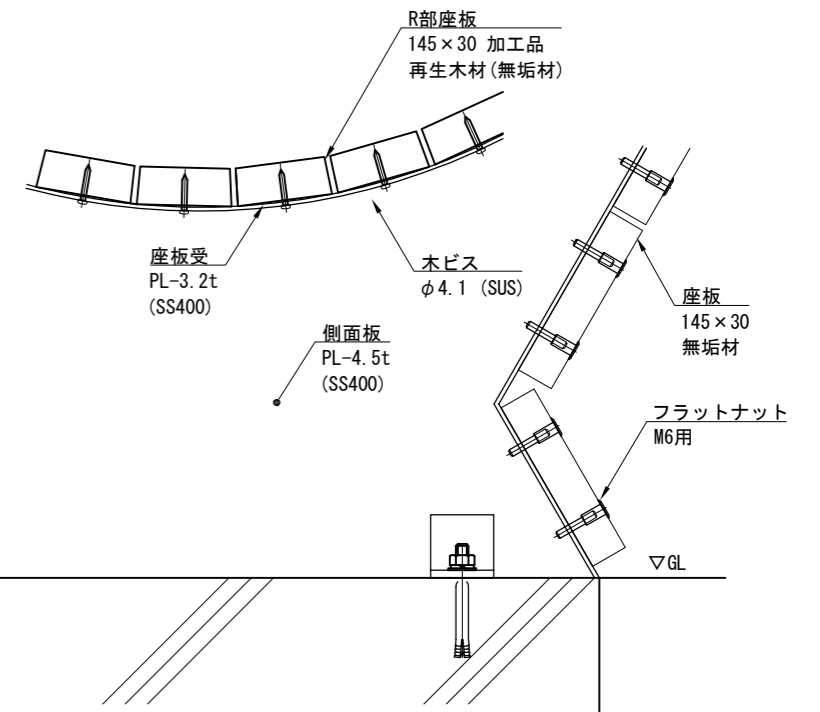 R部座板
145×30 加工品
再生木材(無垢材)
座板受
PL-3.2t
(SS400)
木ビス
φ4.1 (SUS)
側面板
PL-4.5t
(SS400)
座板
145×30
無垢材
フラットナット
M6用
▽GL